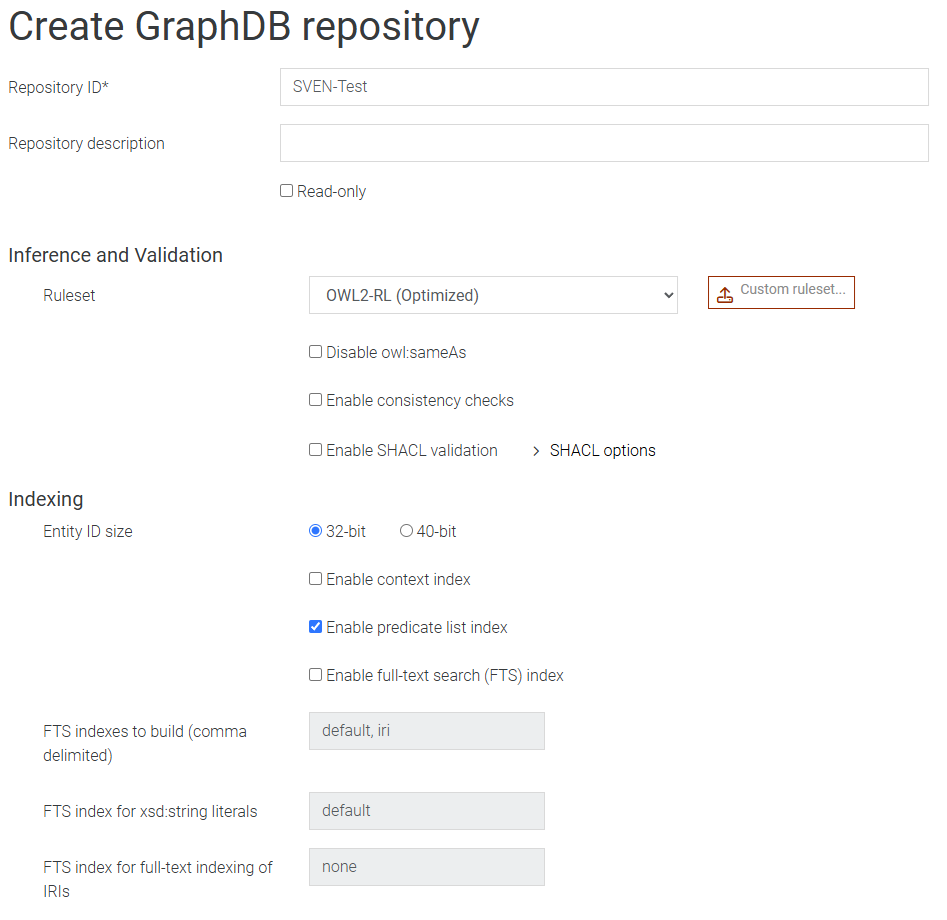 Create GraphDB repository
Repository ID*
SVEN-Test
Repository description
Read-only
Inference and Validation
Ruleset
OWL2-RL (Optimized)
Custom ruleset...
Disable owl:sameAs
Enable consistency checks
Enable SHACL validation
SHACL options
Indexing
Entity ID size
32-bit
40-bit
Enable context index
Enable predicate list index
Enable full-text search (FTS) index
FTS indexes to build (comma
delimited)
default, iri
FTS index for xsd:string literals
default
FTS index for full-text indexing of
IRIs
none